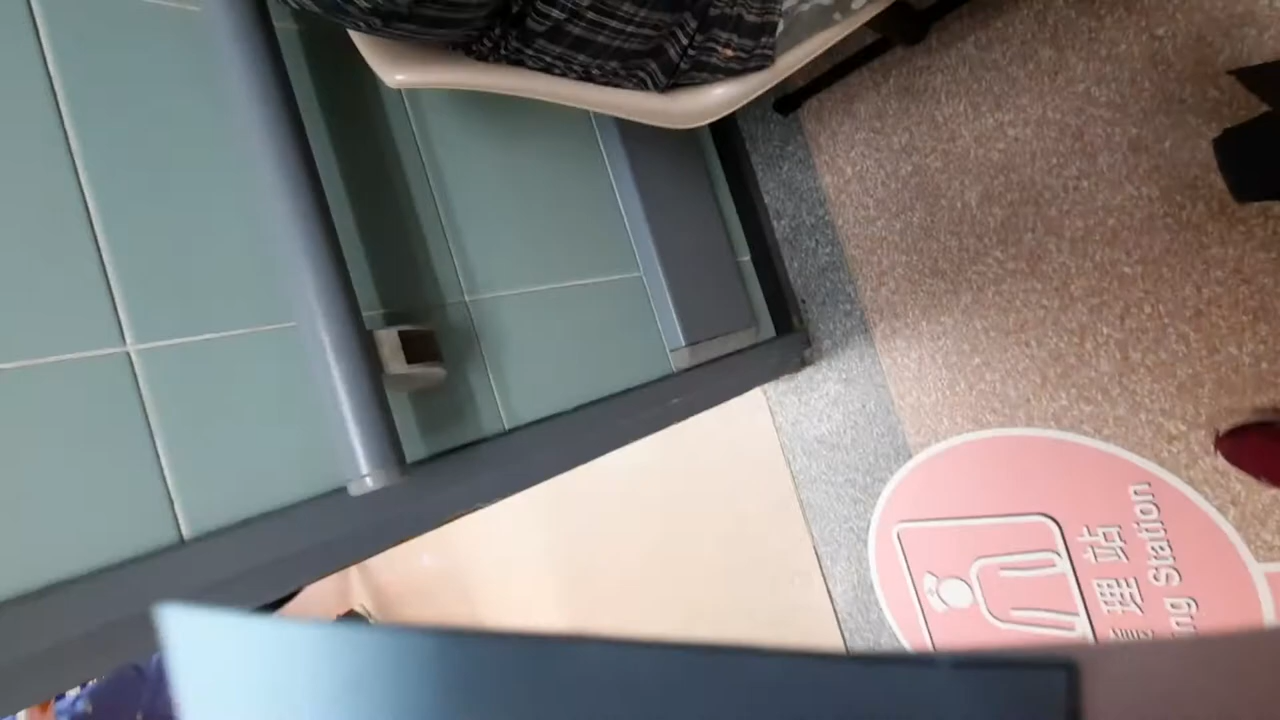 理站
ng Station